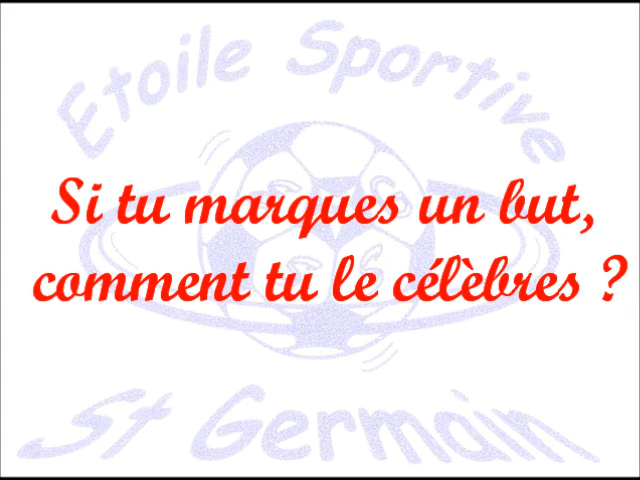 Etoile Sportive
Si tu marques un but,
comment tu le célèbres ?
St Germain